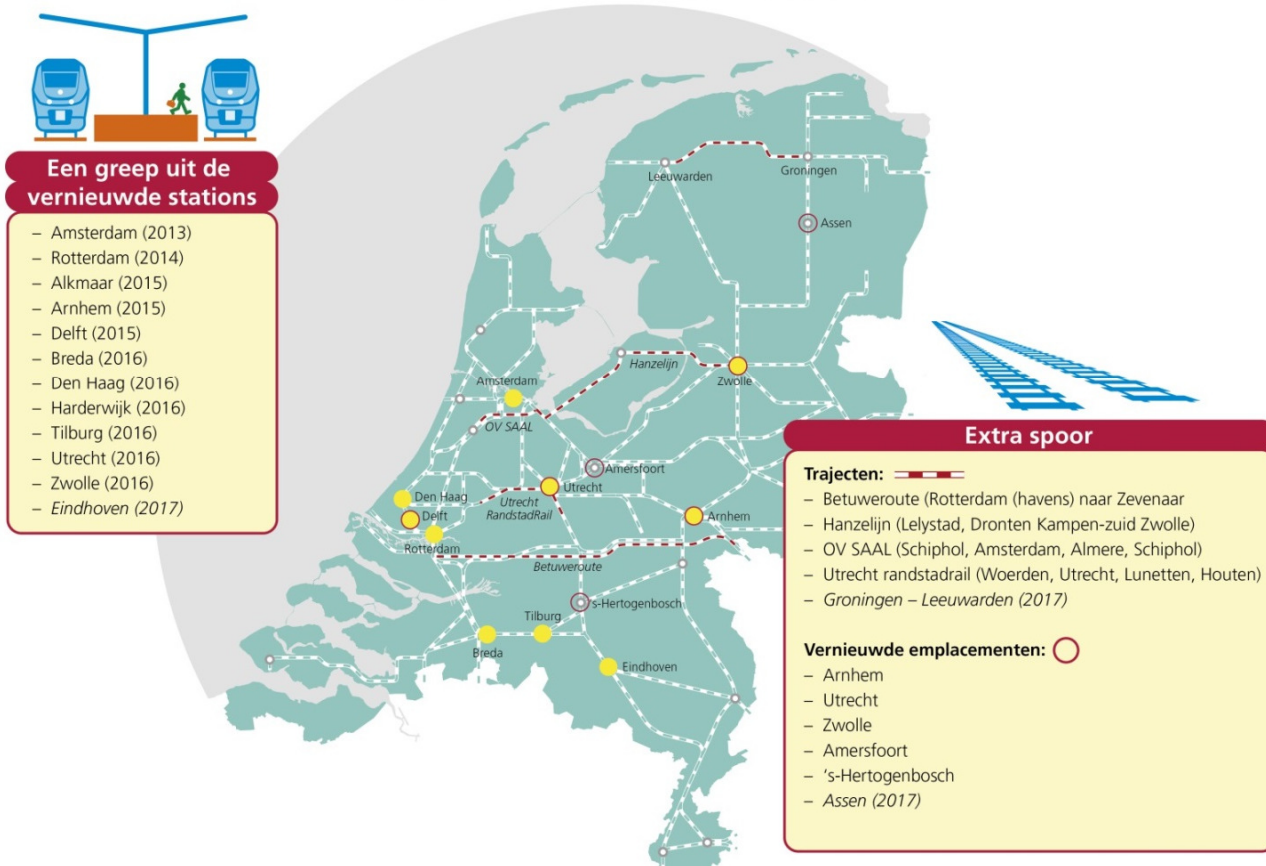 Een greep uit de
vernieuwde stations
– Amsterdam (2013)
– Rotterdam (2014)
– Alkmaar (2015)
– Arnhem (2015)
– Delft (2015)
– Breda (2016)
– Den Haag (2016)
– Harderwijk (2016)
– Tilburg (2016)
– Utrecht (2016)
– Zwolle (2016)
– Eindhoven (2017)
Leeuwarden
Groningen
Assen
Hanzelijn
Zwolle
Amsterdam
OV SAAL
Amersfoort
Utrecht
Den Haag
Utrecht
RandstadRail
Delft
Arnhem
Rotterdam
Betuweroute
's-Hertogenbosch
Tilburg
Breda
Eindhoven
Extra spoor
Trajecten:
– Betuweroute (Rotterdam (havens) naar Zevenaar
– Hanzelijn (Lelystad, Dronten Kampen-zuid Zwolle)
– OV SAAL (Schiphol, Amsterdam, Almere, Schiphol)
– Utrecht randstadrail (Woerden, Utrecht, Lunetten, Houten)
– Groningen – Leeuwarden (2017)
Vernieuwde emplacementen:
– Arnhem
– Utrecht
– Zwolle
– Amersfoort
– ‘s-Hertogenbosch
– Assen (2017)